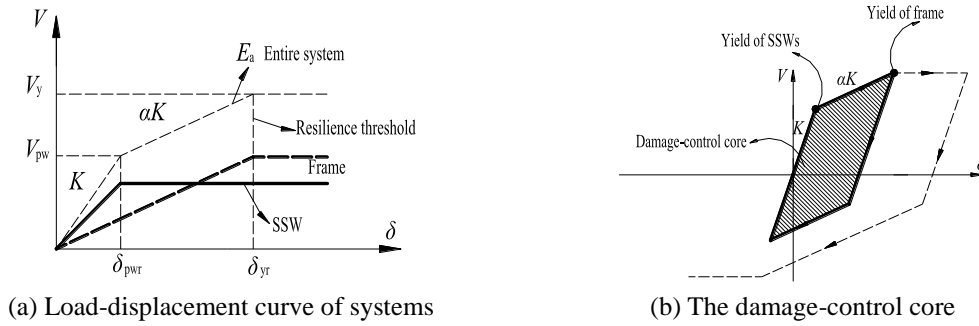 V
E_a Entire system
V_y
αK
Resilience threshold
V_pw
Frame
K
SSW
δ
δ_pwr
δ_yr
(a) Load-displacement curve of systems
Yield of frame
Yield of SSWs
V
αK
K
Damage-control core
(b) The damage-control core